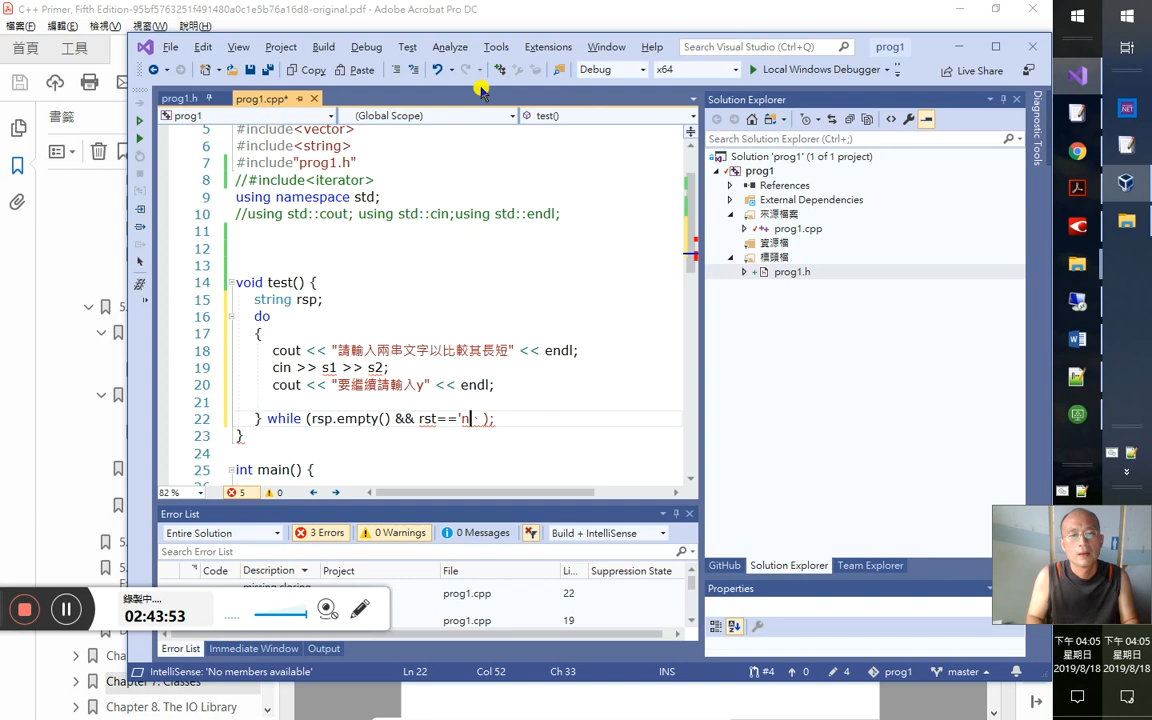 C++ Primer, Fifth Edition-95bf5763251f481480a0c1e5b76a16d8-original.pdf - Adobe Acrobat Pro DC
檔案(F) 編輯(E) 檢視(V) 視窗(W) 說明(H)
首頁 工具
書籤
File Edit View Project Build Debug Test Analyze Tools Extensions Window Help Search Visual Studio (Ctrl+Q) prog1
Copy Paste Debug x64 Local Windows Debugger Live Share
prog1.h prog1.cpp*
prog1 (Global Scope) test()
5 #include<vector>
6 #include<string>
7 #include"prog1.h"
8 //#include<iterator>
9 using namespace std;
10 //using std::cout; using std::cin;using std::endl;
11
12
13
14 void test() {
15 string rsp;
16 do
17 {
18 cout << "請輸入兩串文字以比較其長短" << endl;
19 cin >> s1 >> s2;
20 cout << "要繼續請輸入y" << endl;
21
22 } while (rsp.empty() && rst=='n` );
23 }
24
25 int main() {
82 % 5 0
Error List
Entire Solution 3 Errors 0 Warnings 0 Messages Build + IntelliSense
Search Error List
Code Description Project File Li... Suppression State
missing closing
prog1.cpp 22
prog1.cpp 19
Error List Immediate Window Output
IntelliSense: 'No members available' Ln 22 Col 52 Ch 33 INS #4 0 4 prog1 master
Solution Explorer
Search Solution Explorer (Ctrl+;)
Solution 'prog1' (1 of 1 project)
prog1
References
External Dependencies
來源檔案
prog1.cpp
資源檔
標頭檔
prog1.h
GitHub Solution Explorer Team Explorer
Properties
Diagnostic Tools
錄製中....
02:43:53
Chapter 7. Classes
Chapter 8. The IO Library
下午 04:05
星期日
2019/8/18
下午 04:05
星期日
2019/8/18